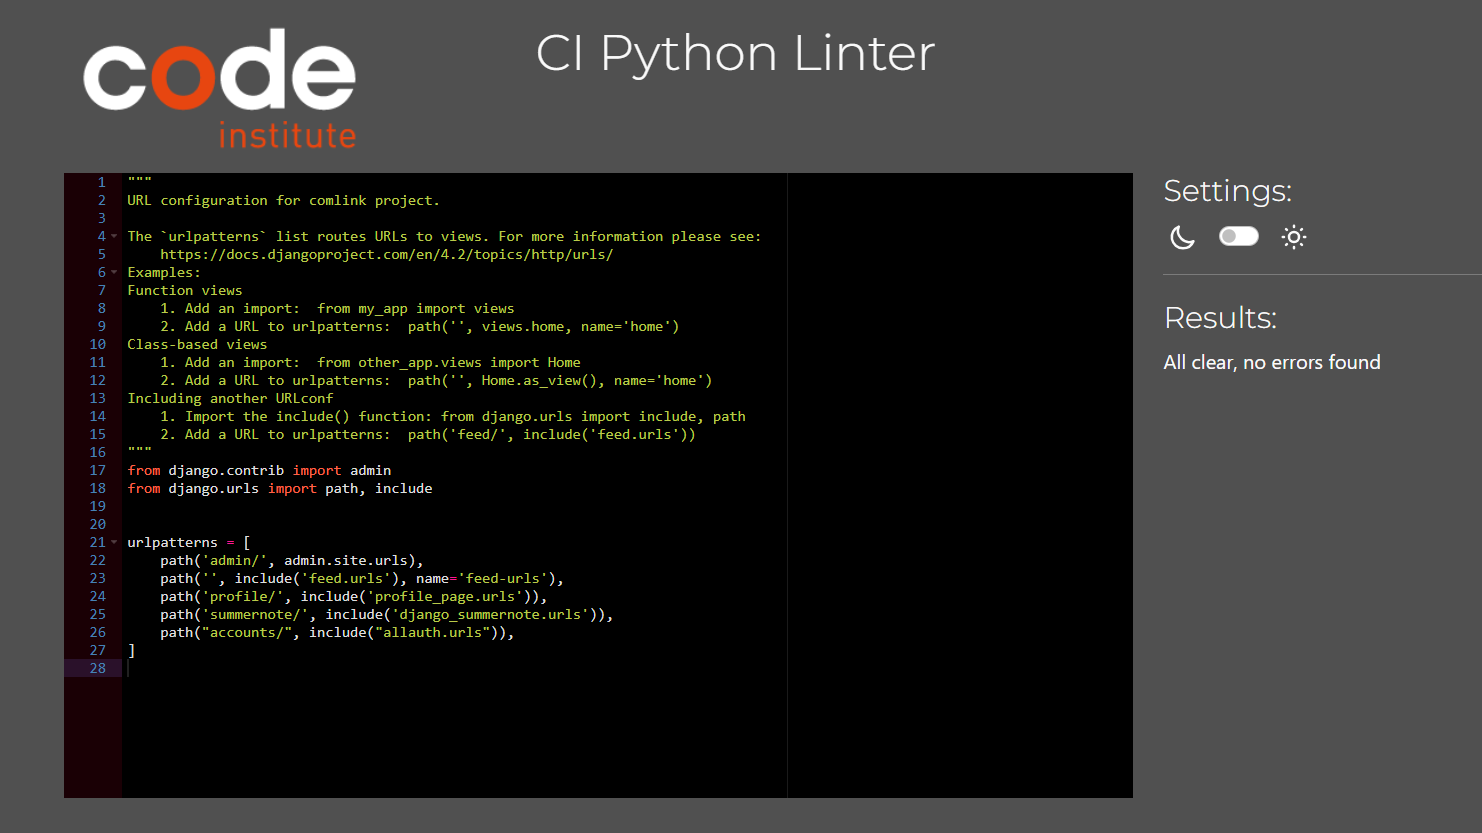 code
institute
CI Python Linter
1 """
2 URL configuration for comlink project.
3
4 The `urlpatterns` list routes URLs to views. For more information please see:
5     https://docs.djangoproject.com/en/4.2/topics/http/urls/
6 Examples:
7 Function views
8     1. Add an import:  from my_app import views
9     2. Add a URL to urlpatterns:  path('', views.home, name='home')
10 Class-based views
11     1. Add an import:  from other_app.views import Home
12     2. Add a URL to urlpatterns:  path('', Home.as_view(), name='home')
13 Including another URLconf
14     1. Import the include() function: from django.urls import include, path
15     2. Add a URL to urlpatterns:  path('feed/', include('feed.urls'))
16 """
17 from django.contrib import admin
18 from django.urls import path, include
19
20
21 urlpatterns = [
22     path('admin/', admin.site.urls),
23     path('', include('feed.urls'), name='feed-urls'),
24     path('profile/', include('profile_page.urls')),
25     path('summernote/', include('django_summernote.urls')),
26     path("accounts/", include("allauth.urls")),
27 ]
28
Settings:
Results:
All clear, no errors found